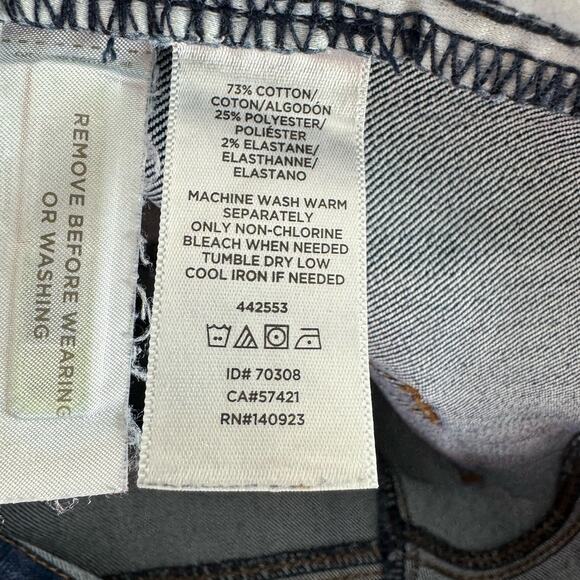 REMOVE BEFORE WEARING
OR WASHING
73% COTTON/
COTON/ALGODÓN
25% POLYESTER/
POLIÉSTER
2% ELASTANE/
ELASTHANNE/
ELASTANO
MACHINE WASH WARM
SEPARATELY
ONLY NON-CHLORINE
BLEACH WHEN NEEDED
TUMBLE DRY LOW
COOL IRON IF NEEDED
442553
ID# 70308
CA#57421
RN#140923